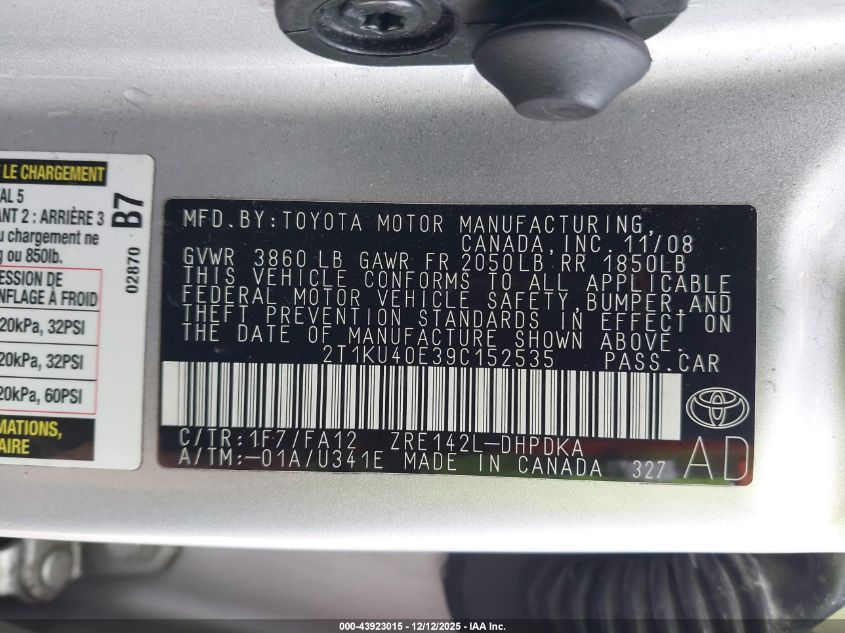 T LE CHARGEMENT
TAL 5
ANT 2 : ARRIÈRE 3
u chargement ne
g ou 850lb.
B7
02870
ESSION DE
NFLAGE À FROID
20kPa, 32PSI
20kPa, 32PSI
20kPa, 60PSI
MATIONS,
AIRE.
MFD.BY:TOYOTA MOTOR MANUFACTURING,
CANADA,INC. 11/08
GVWR 3860 LB GAWR FR 2050LB,RR 1850LB
THIS VEHICLE CONFORMS TO ALL APPLICABLE
FEDERAL MOTOR VEHICLE SAFETY,BUMPER,AND
THEFT PREVENTION STANDARDS IN EFFECT ON
THE DATE OF MANUFACTURE SHOWN ABOVE.
2T1KU40E39C152535 PASS.CAR
C/TR:1F7/FA12 ZRE142L-DHPDKA
A/TM:-01A/U341E MADE IN CANADA 327 AD
000-43923015 - 12/12/2025 - IAA Inc.